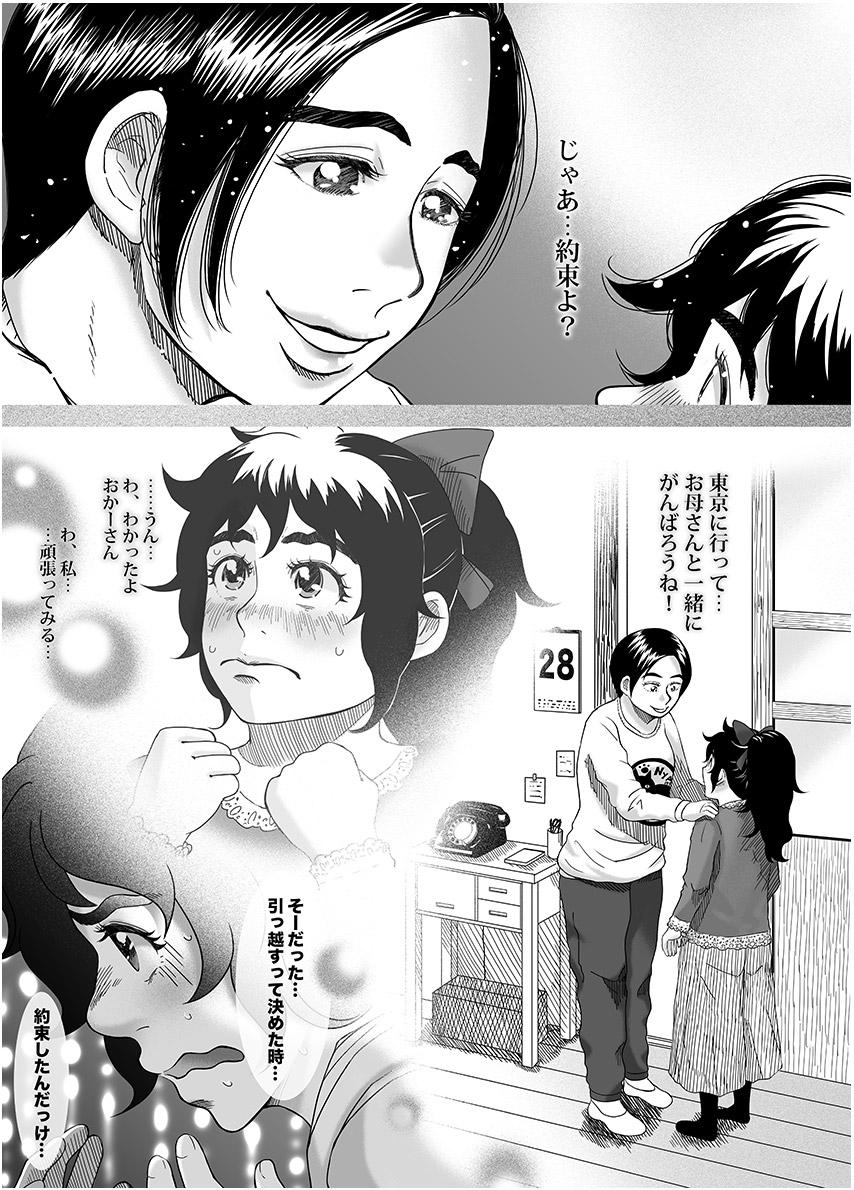 じゃあ…約束よ？
東京に行って…
お母さんと一緒に
がんばろうね！
28
NYA
……うん…
わ、わかったよ
おかーさん
わ、私…
…頑張ってみる…
そーだった…
引っ越すって決めた時…
約束したんだっけ…